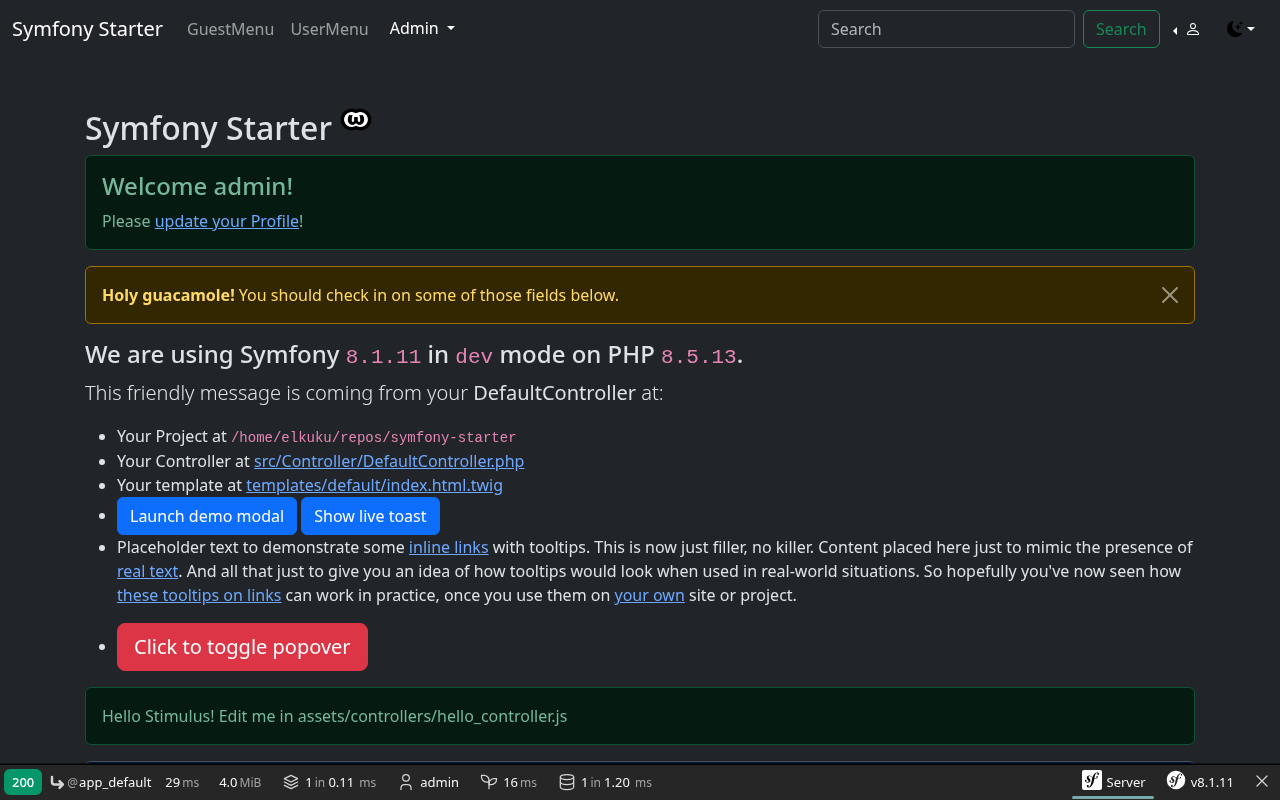 Symfony Starter GuestMenu UserMenu Admin Search Search
Symfony Starter
Welcome admin!
Please update your Profile!
Holy guacamole! You should check in on some of those fields below.
We are using Symfony 8.1.11 in dev mode on PHP 8.5.13.
This friendly message is coming from your DefaultController at:
Your Project at /home/elkuku/repos/symfony-starter
Your Controller at src/Controller/DefaultController.php
Your template at templates/default/index.html.twig
Launch demo modal Show live toast
Placeholder text to demonstrate some inline links with tooltips. This is now just filler, no killer. Content placed here just to mimic the presence of
real text. And all that just to give you an idea of how tooltips would look when used in real-world situations. So hopefully you've now seen how
these tooltips on links can work in practice, once you use them on your own site or project.
Click to toggle popover
Hello Stimulus! Edit me in assets/controllers/hello_controller.js
200 @app_default 29 ms 4.0 MiB 1 in 0.11 ms admin 16 ms 1 in 1.20 ms Server v8.1.11